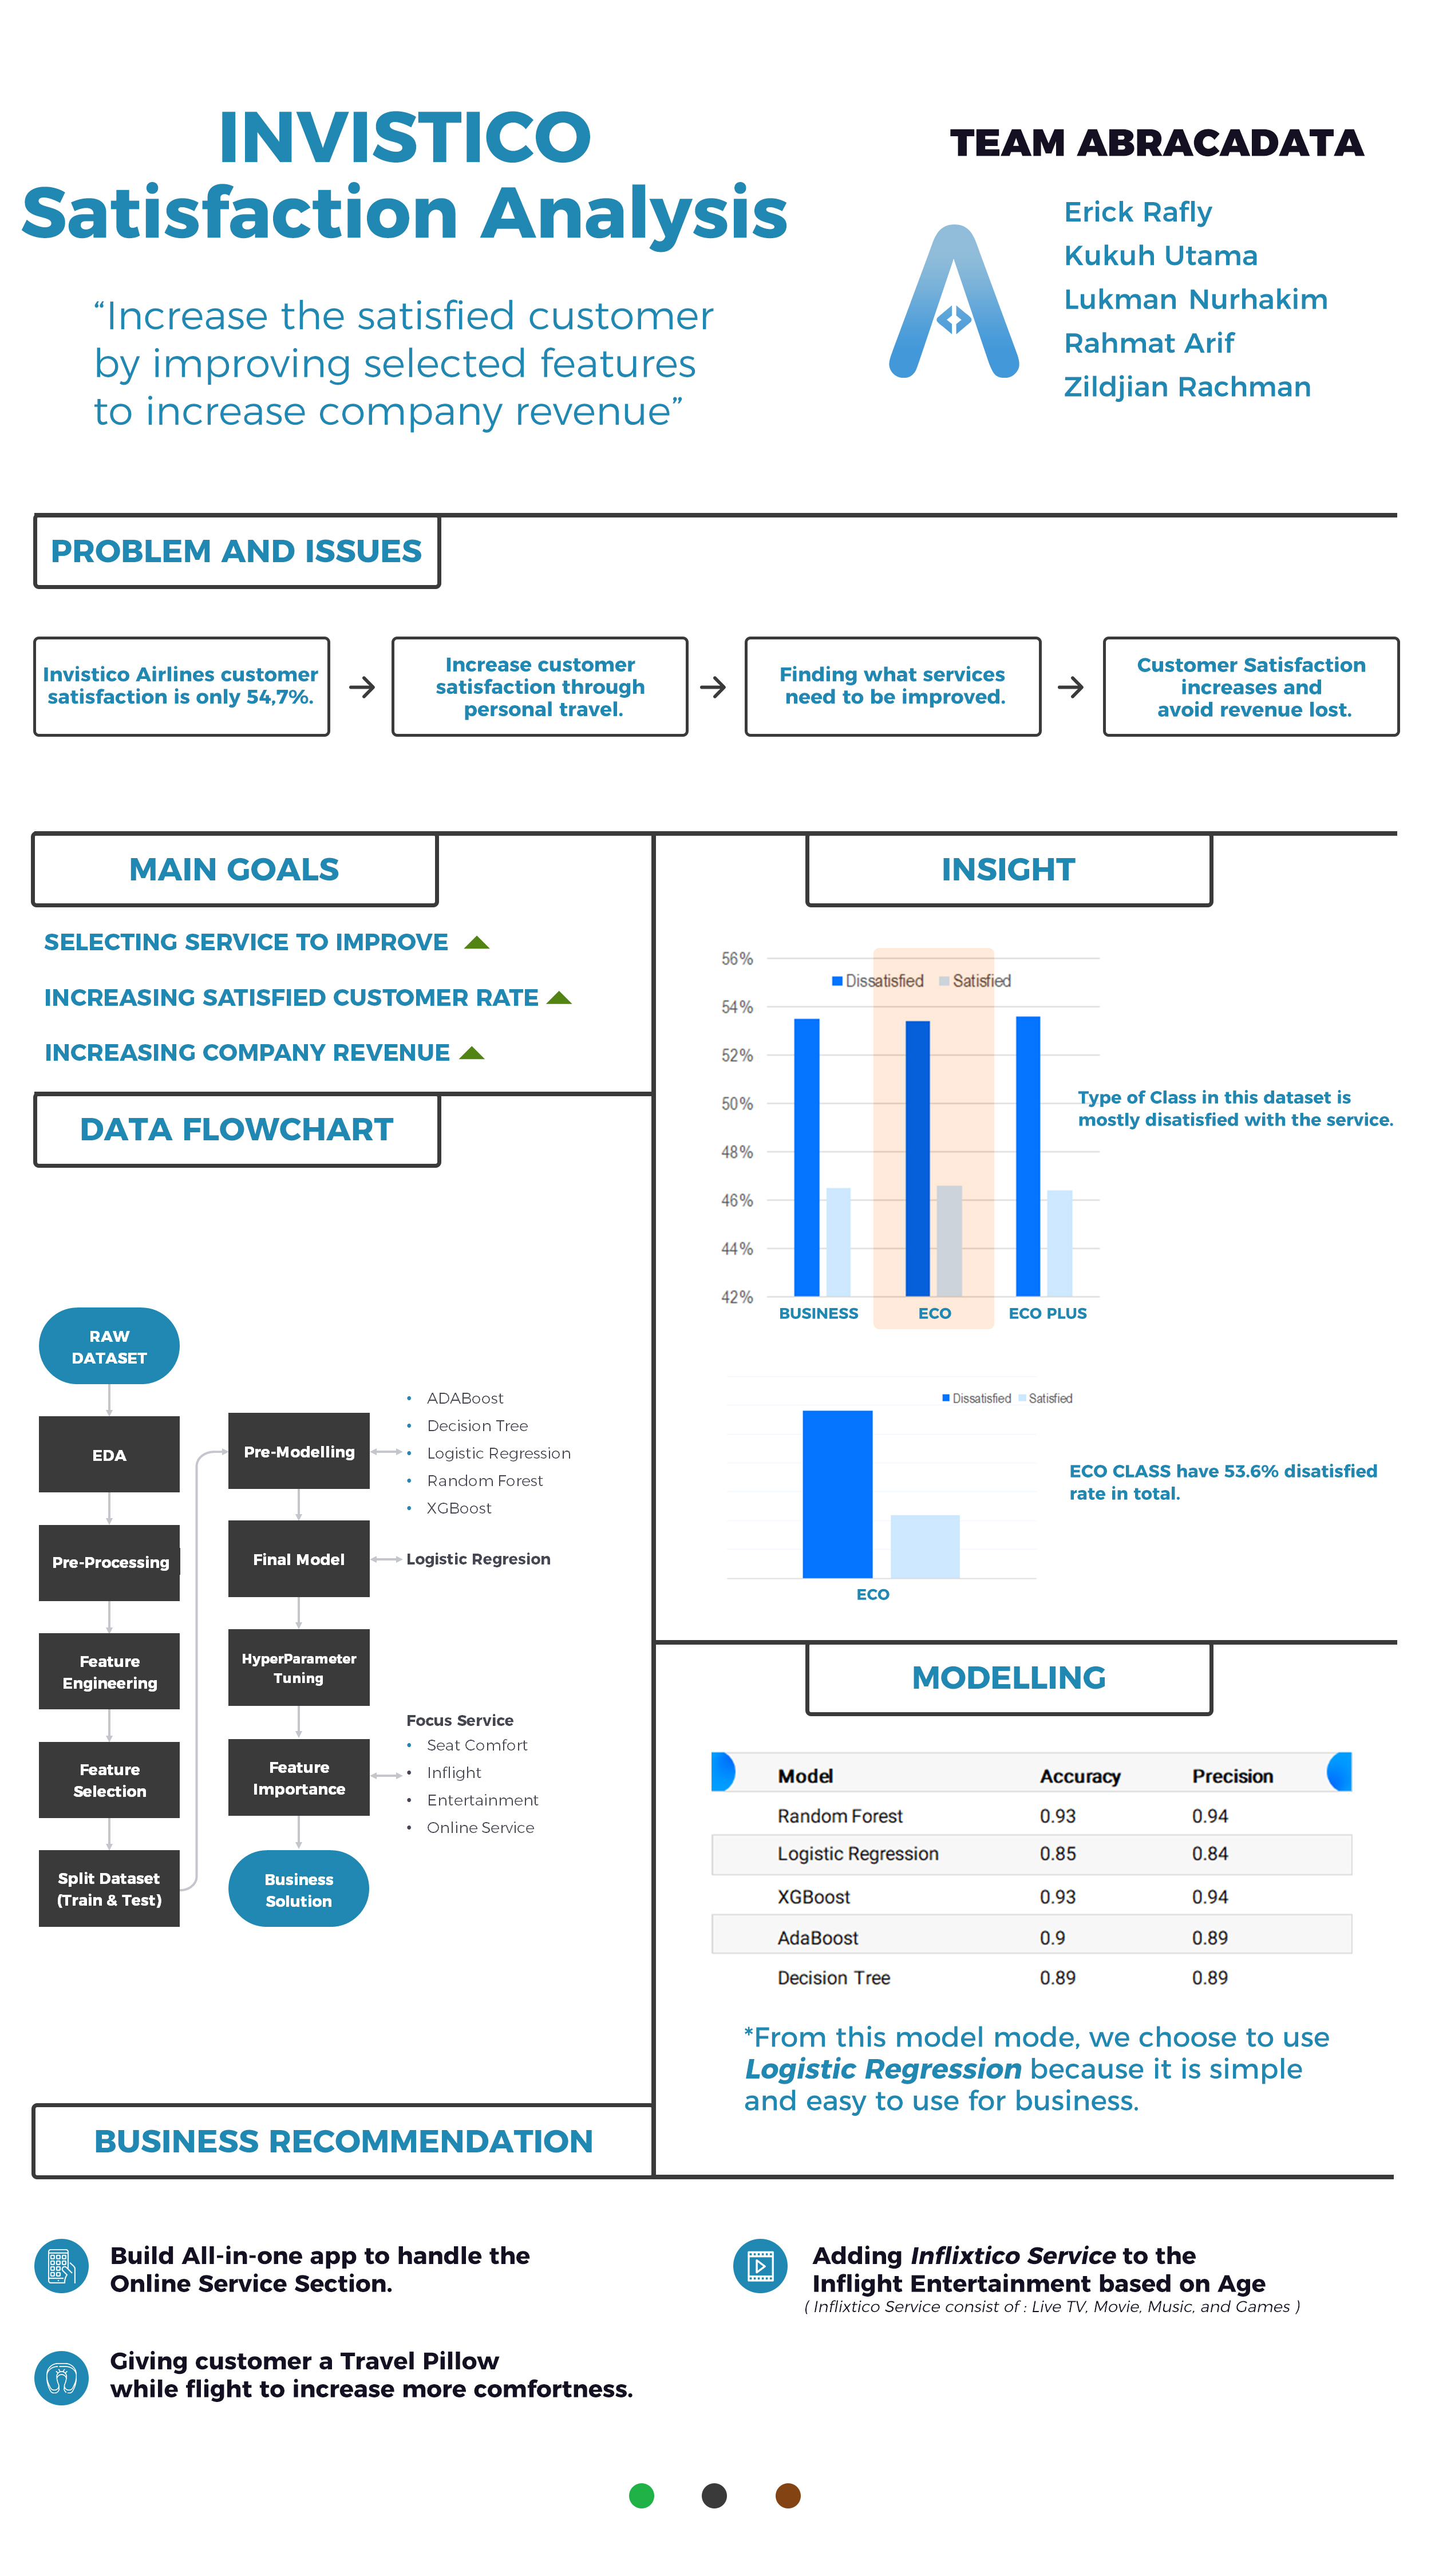 INVISTICO
Satisfaction Analysis
“Increase the satisfied customer
by improving selected features
to increase company revenue”
TEAM ABRACADATA
Erick Rafly
Kukuh Utama
Lukman Nurhakim
Rahmat Arif
Zildjian Rachman
PROBLEM AND ISSUES
Invistico Airlines customer
satisfaction is only 54,7%.
Increase customer
satisfaction through
personal travel.
Finding what services
need to be improved.
Customer Satisfaction
increases and
avoid revenue lost.
MAIN GOALS
SELECTING SERVICE TO IMPROVE
INCREASING SATISFIED CUSTOMER RATE
INCREASING COMPANY REVENUE
DATA FLOWCHART
RAW
DATASET
EDA
Pre-Processing
Feature
Engineering
Feature
Selection
Split Dataset
(Train & Test)
Pre-Modelling
• ADABoost
• Decision Tree
• Logistic Regression
• Random Forest
• XGBoost
Final Model
Logistic Regresion
HyperParameter
Tuning
Feature
Importance
Focus Service
• Seat Comfort
• Inflight
• Entertainment
• Online Service
Business
Solution
INSIGHT
Dissatisfied Satisfied
56%
54%
52%
50%
48%
46%
44%
42%
BUSINESS ECO ECO PLUS
Type of Class in this dataset is
mostly disatisfied with the service.
Dissatisfied Satisfied
ECO
ECO CLASS have 53.6% disatisfied
rate in total.
MODELLING
Model Accuracy Precision
Random Forest 0.93 0.94
Logistic Regression 0.85 0.84
XGBoost 0.93 0.94
AdaBoost 0.9 0.89
Decision Tree 0.89 0.89
*From this model mode, we choose to use
Logistic Regression because it is simple
and easy to use for business.
BUSINESS RECOMMENDATION
Build All-in-one app to handle the
Online Service Section.
Giving customer a Travel Pillow
while flight to increase more comfortness.
Adding Inflixtico Service to the
Inflight Entertainment based on Age
( Inflixtico Service consist of : Live TV, Movie, Music, and Games )